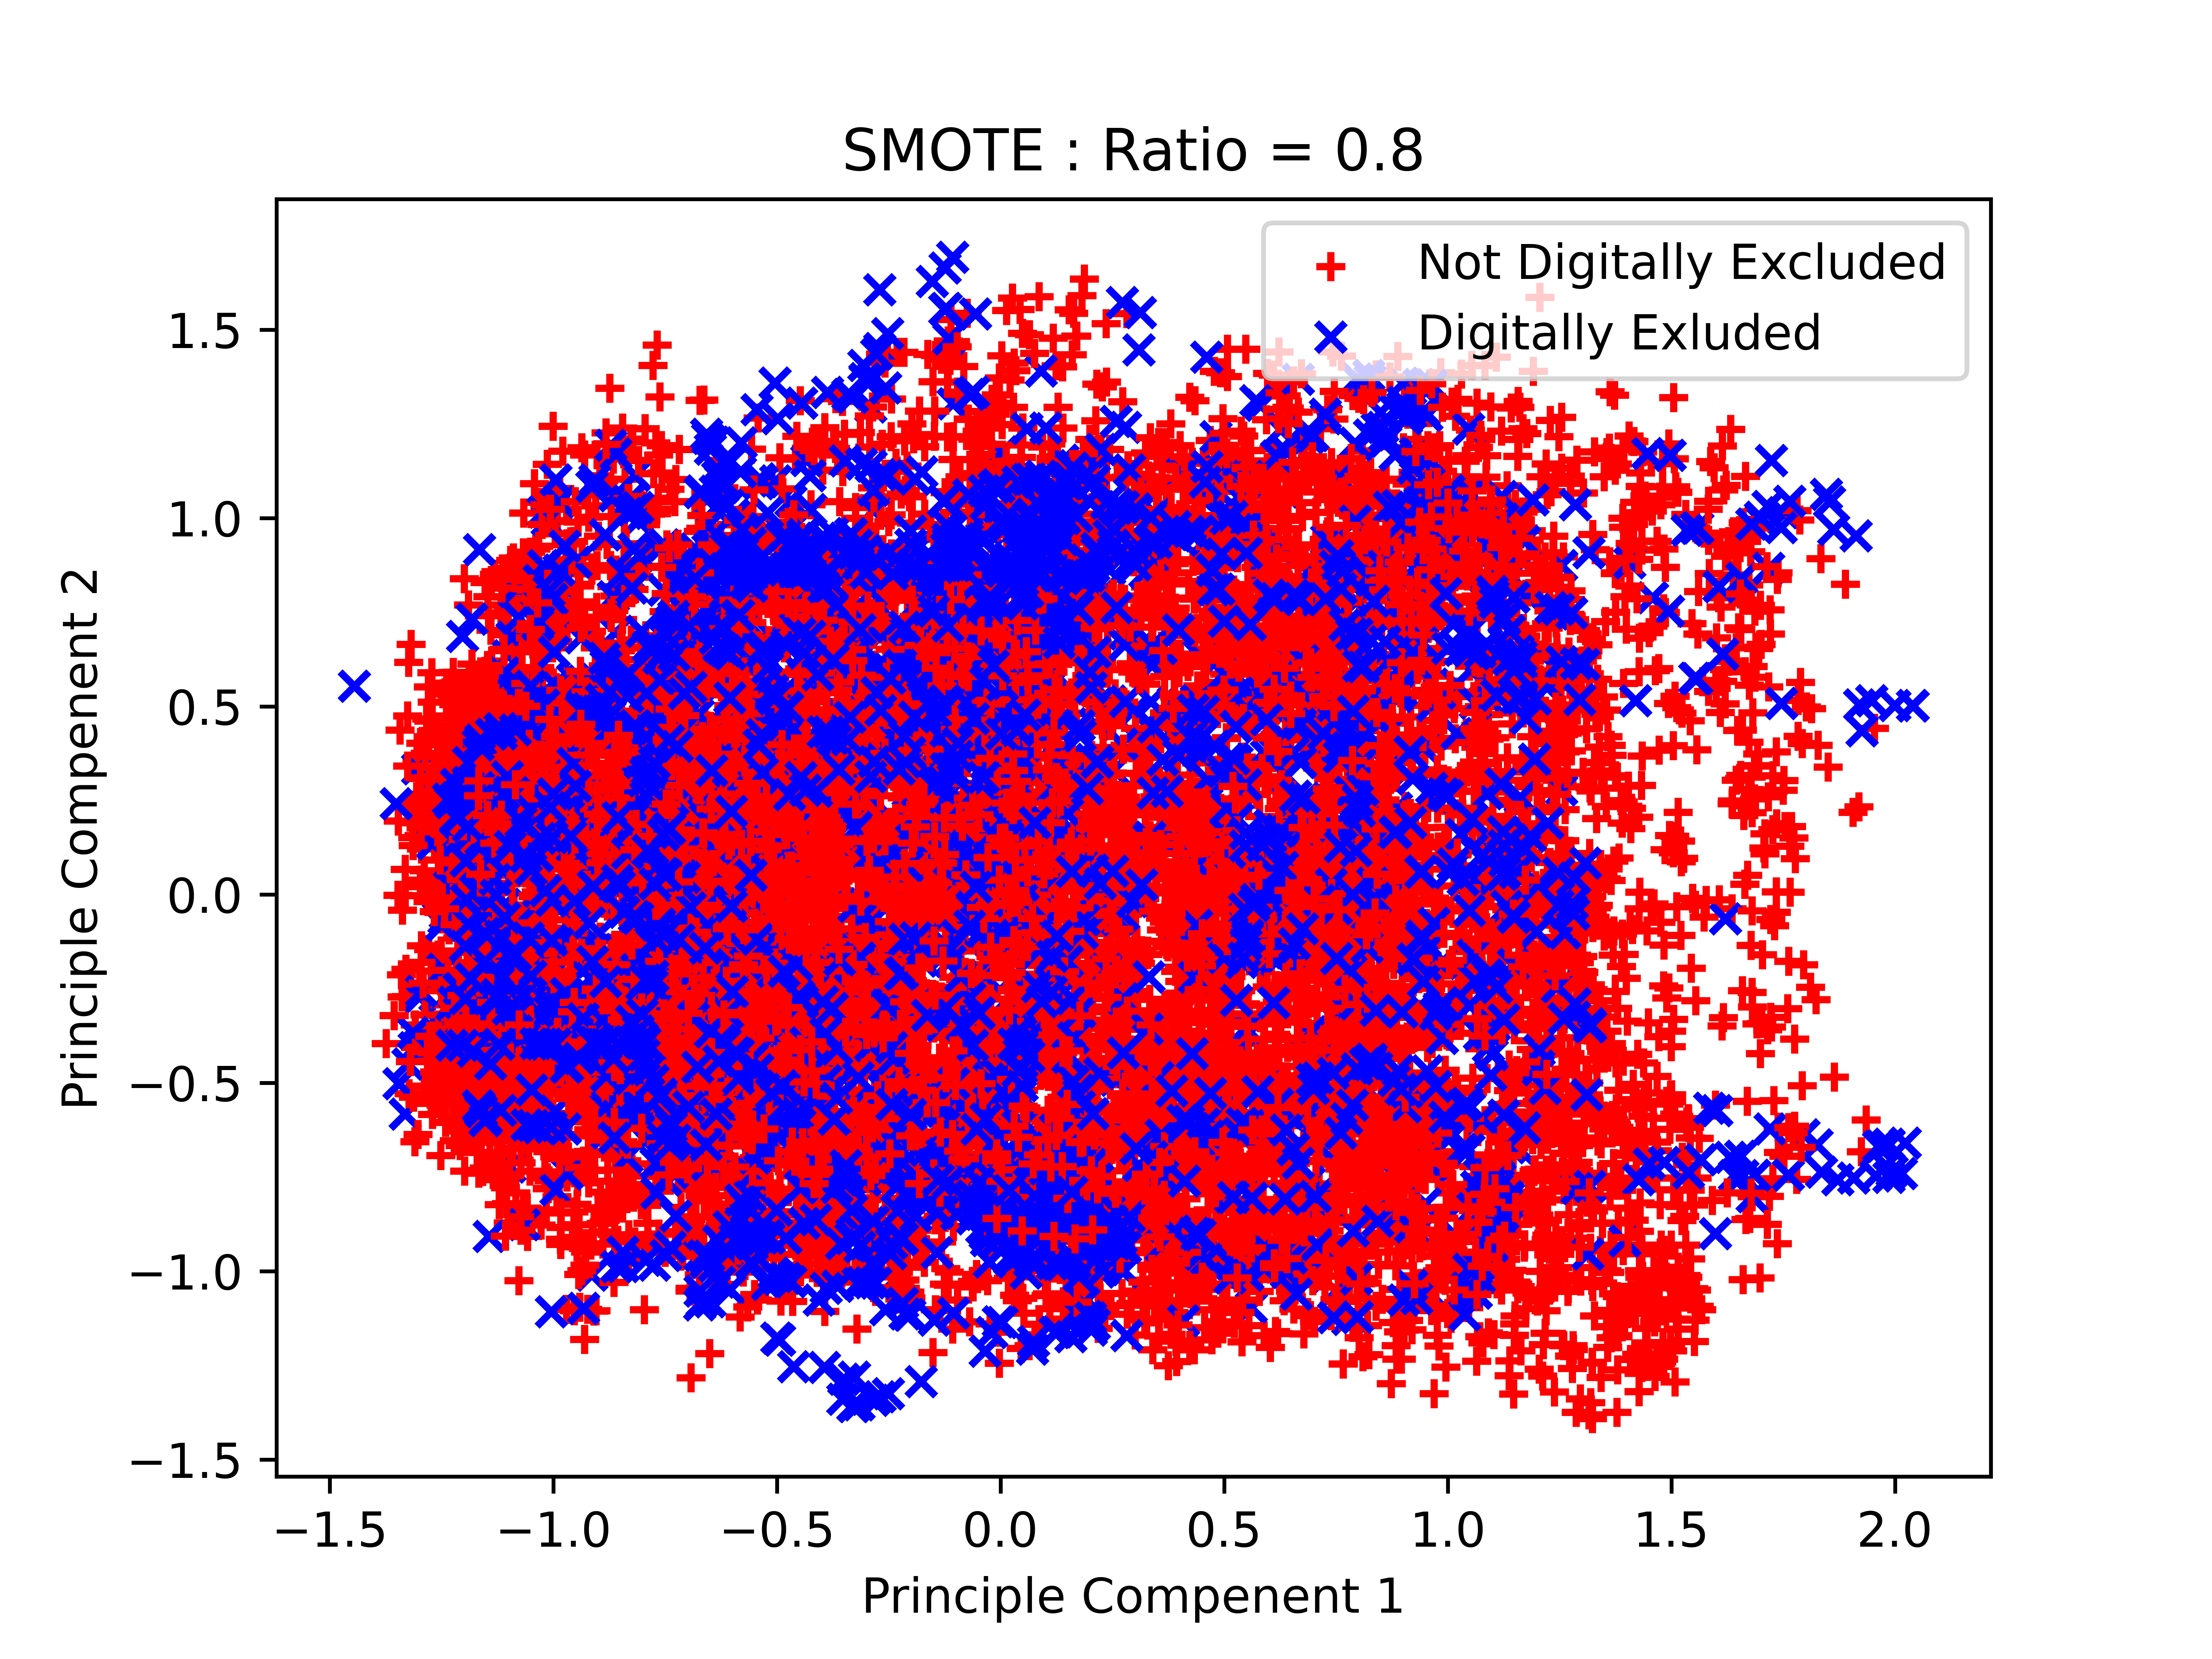 SMOTE : Ratio = 0.8
Not Digitally Excluded
Digitally Exluded
1.5
1.0
0.5
0.0
−0.5
−1.0
−1.5
Principle Compenent 2
−1.5 −1.0 −0.5 0.0 0.5 1.0 1.5 2.0
Principle Compenent 1